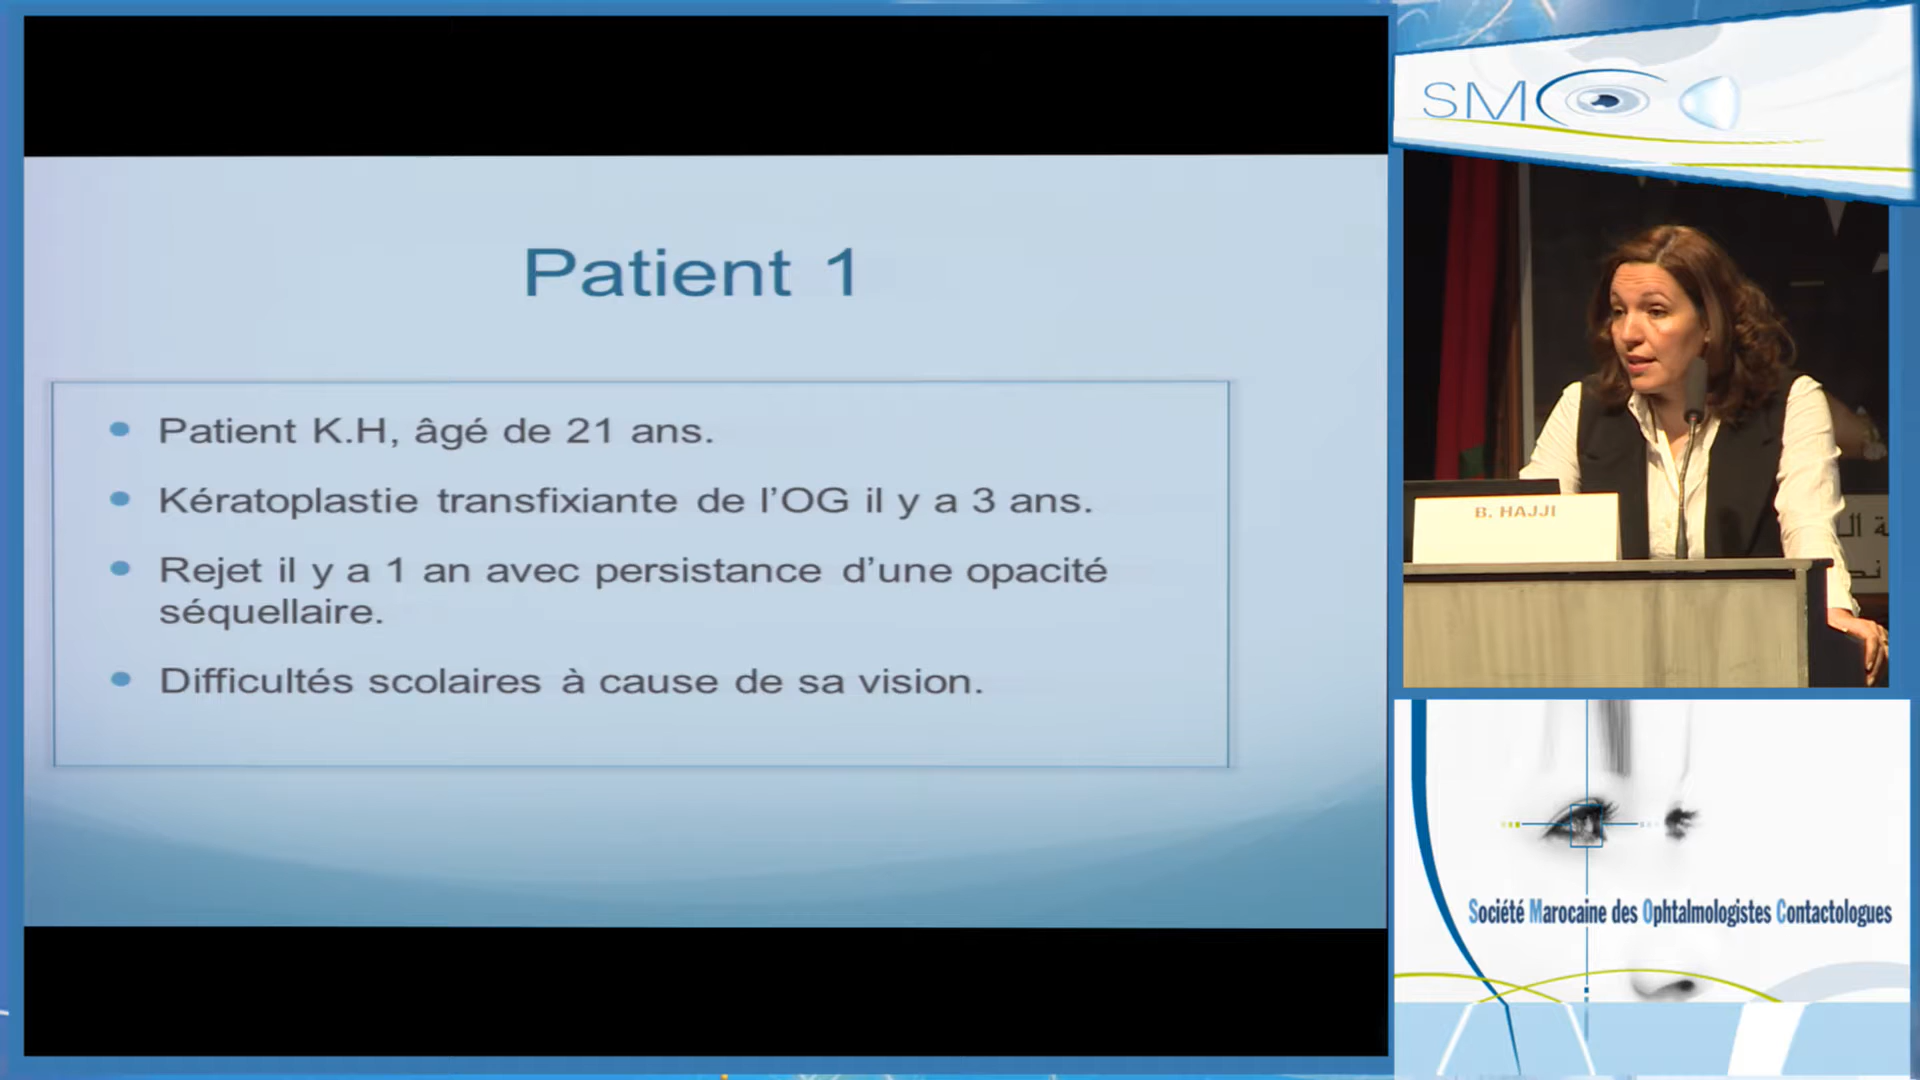 Patient 1
Patient K.H, âgé de 21 ans.
Kératoplastie transfixiante de l'OG il y a 3 ans.
Rejet il y a 1 an avec persistance d'une opacité
séquellaire.
Difficultés scolaires à cause de sa vision.
SMOC
B. HAJJI
Société Marocaine des Ophtalmologistes Contactologues